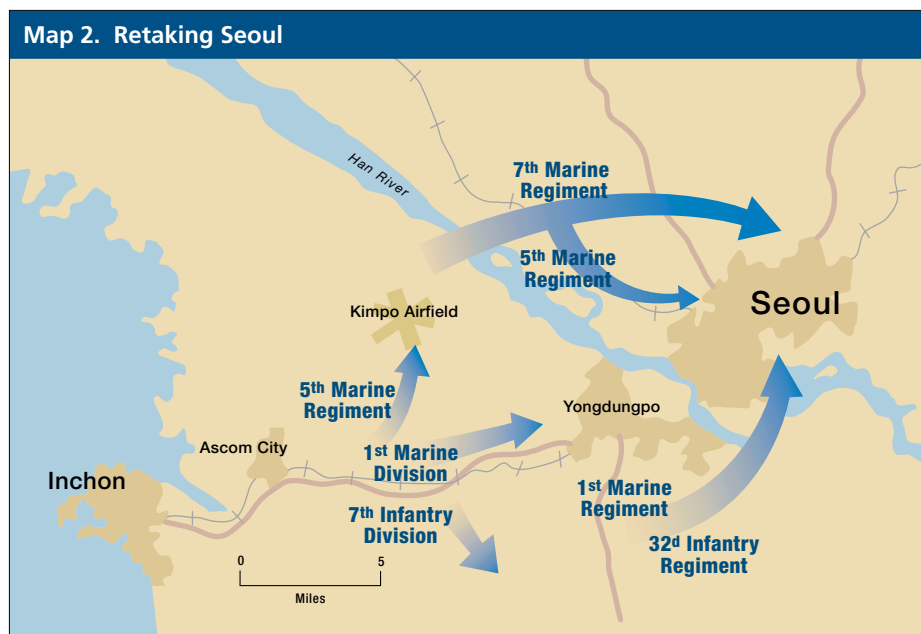 Map 2. Retaking Seoul
Han River
7th Marine
Regiment
5th Marine
Regiment
Seoul
Kimpo Airfield
5th Marine
Regiment
Yongdungpo
Ascom City
1st Marine
Division
Inchon
1st Marine
Regiment
7th Infantry
Division
32d Infantry
Regiment
0 5
Miles